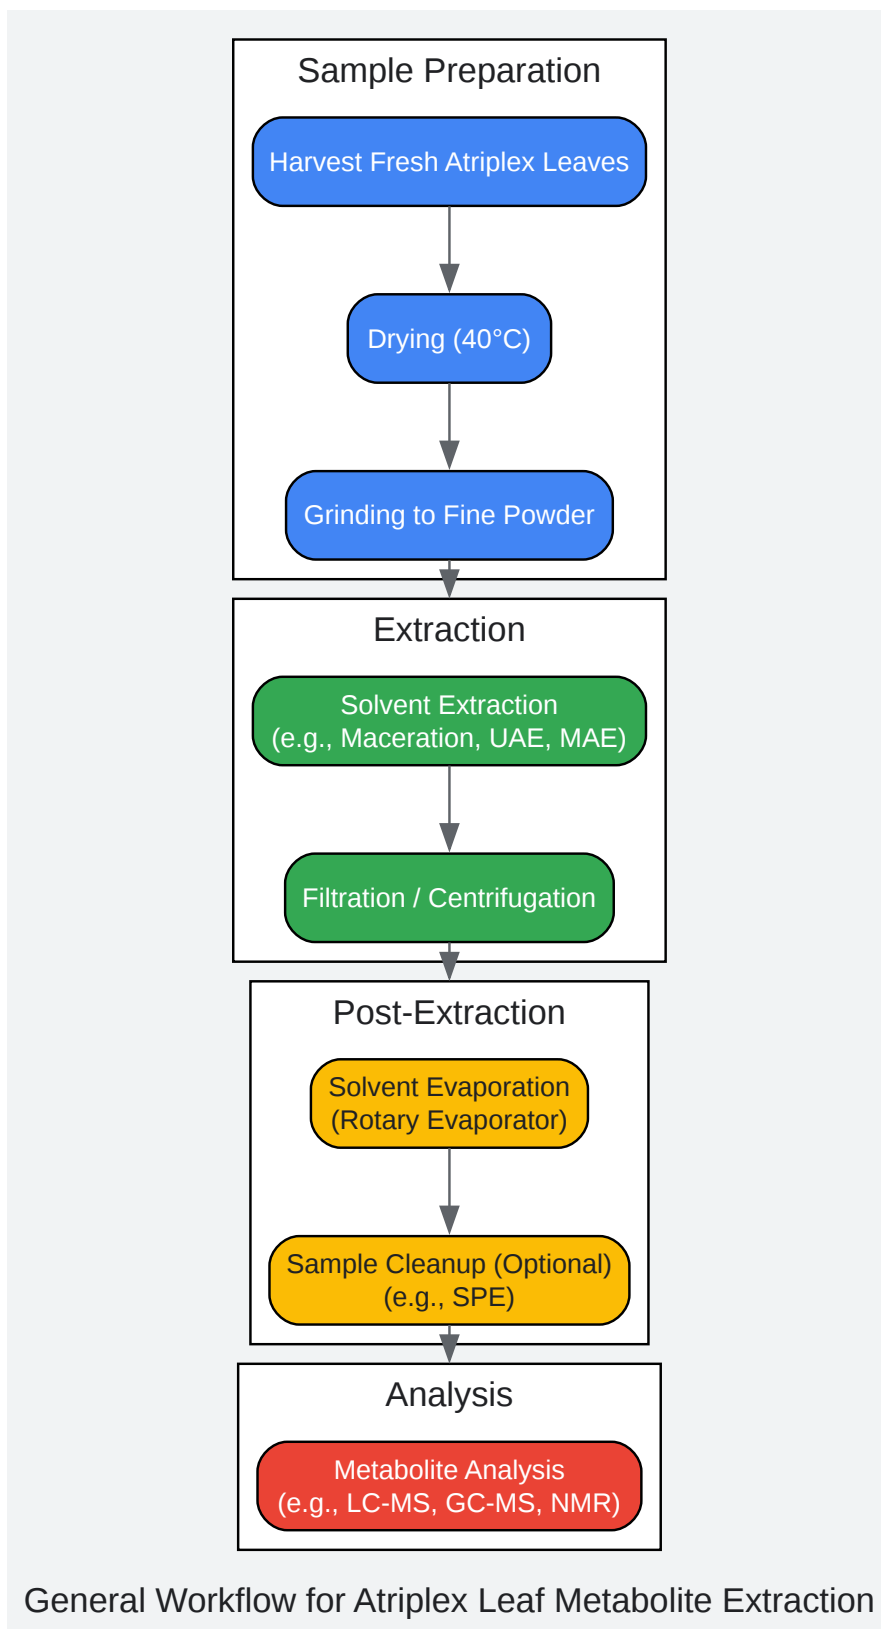 Sample Preparation
Harvest Fresh Atriplex Leaves
Drying (40°C)
Grinding to Fine Powder
Extraction
Solvent Extraction
(e.g., Maceration, UAE, MAE)
Filtration / Centrifugation
Post-Extraction
Solvent Evaporation
(Rotary Evaporator)
Sample Cleanup (Optional)
(e.g., SPE)
Analysis
Metabolite Analysis
(e.g., LC-MS, GC-MS, NMR)
General Workflow for Atriplex Leaf Metabolite Extraction